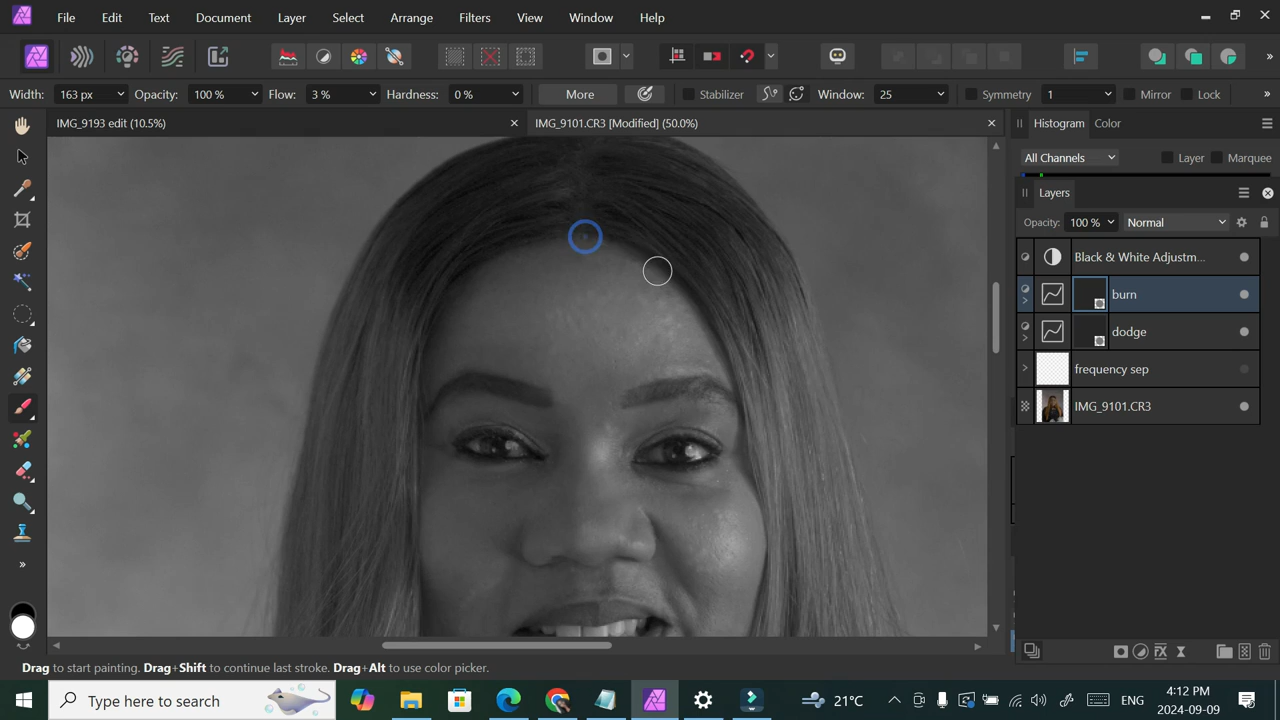 File Edit Text Document Layer Select Arrange Filters View Window Help
Width: 163 px Opacity: 100 % Flow: 3 % Hardness: 0 % More Stabilizer Window: 25 Symmetry 1 Mirror Lock
IMG_9193 edit (10.5%) IMG_9101.CR3 [Modified] (50.0%)
Histogram Color
All Channels Layer Marquee
Layers
Opacity: 100 % Normal
Black & White Adjustm...
burn
dodge
frequency sep
IMG_9101.CR3
Drag to start painting. Drag+Shift to continue last stroke. Drag+Alt to use color picker.
Type here to search 21°C ENG 4:12 PM
2024-09-09